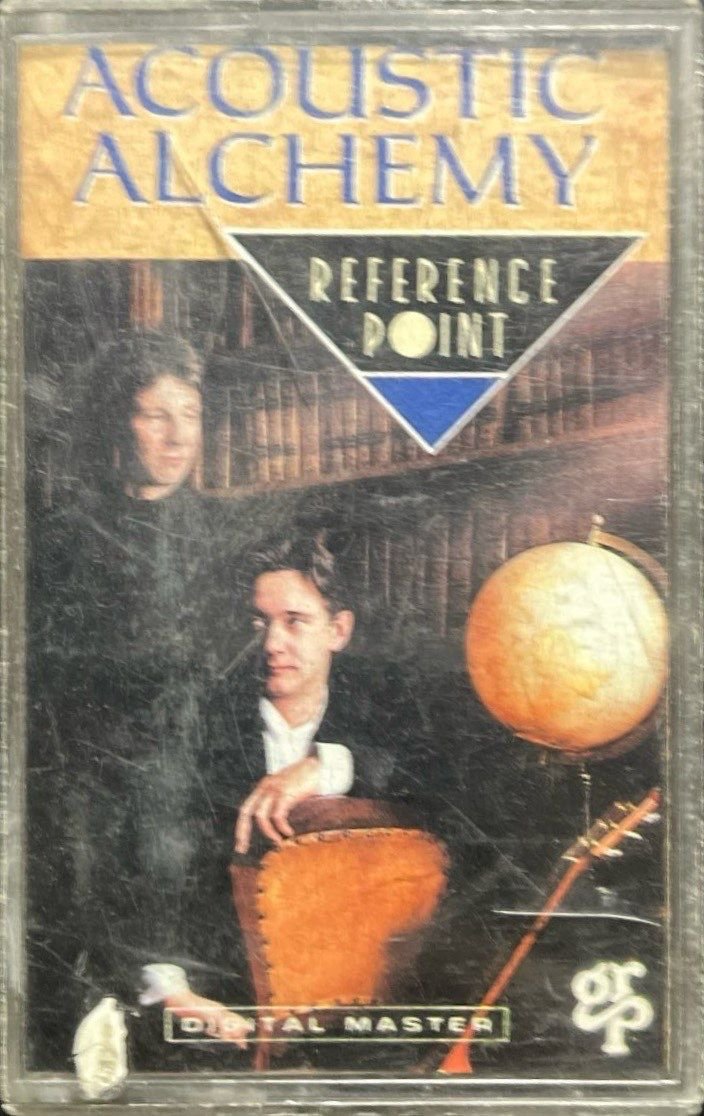 ACOUSTIC
ALCHEMY
REFERENCE
POINT
DIGITAL MASTER
grp